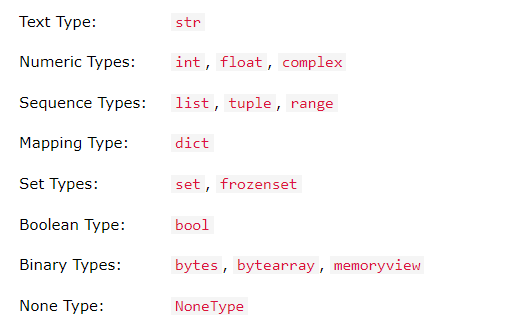 Text Type: str
Numeric Types: int, float, complex
Sequence Types: list, tuple, range
Mapping Type: dict
Set Types: set, frozenset
Boolean Type: bool
Binary Types: bytes, bytearray, memoryview
None Type: NoneType